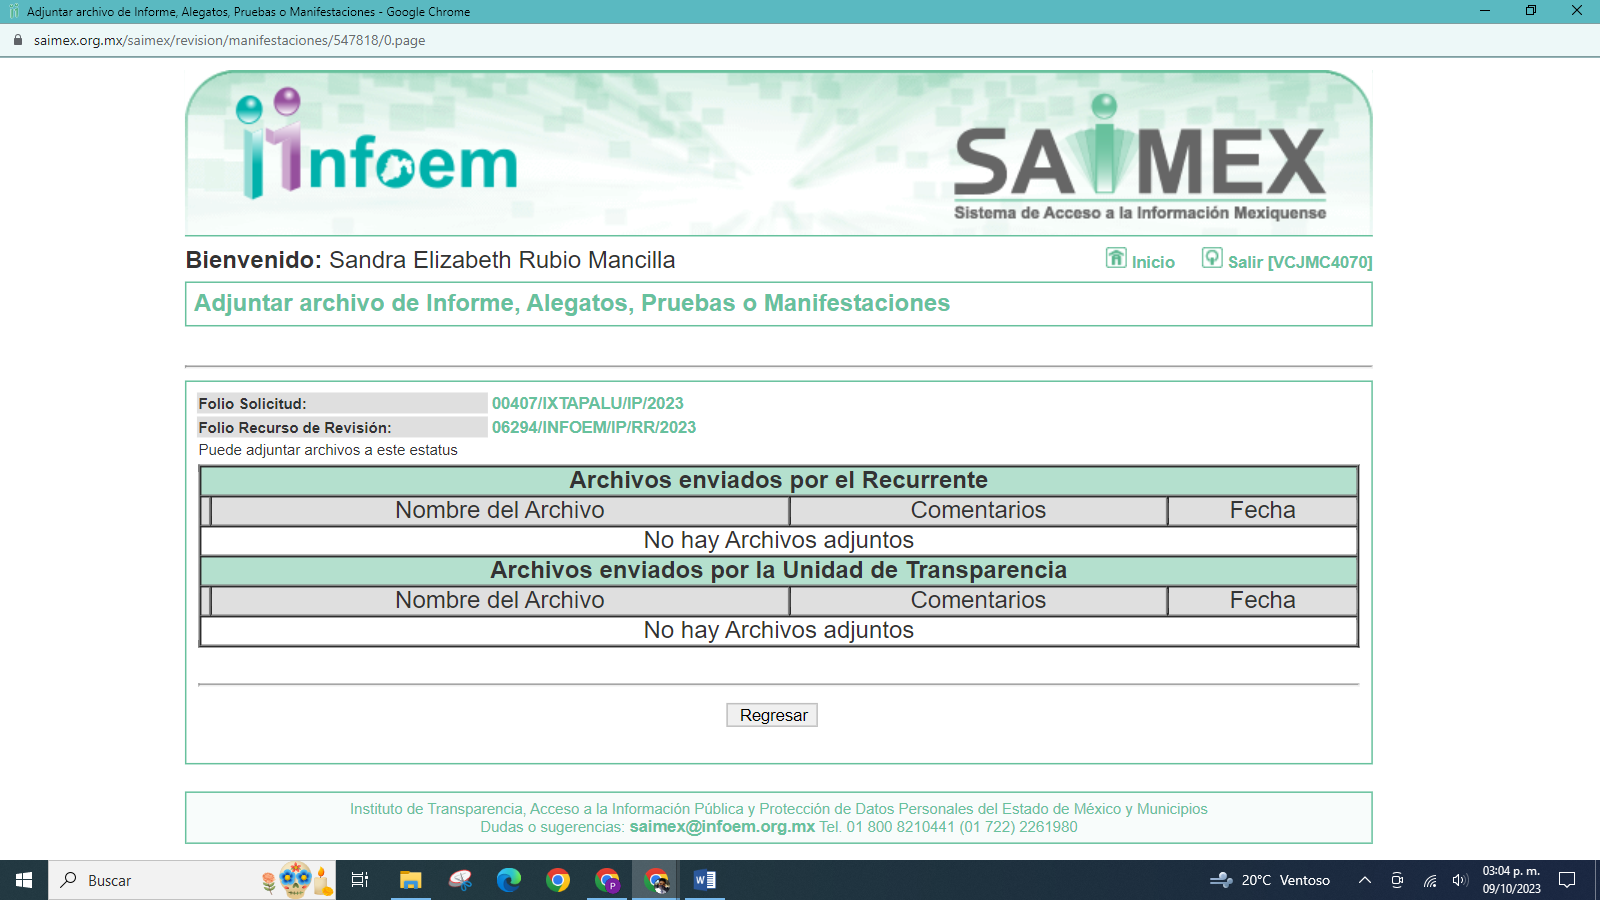 Adjuntar archivo de Informe, Alegatos, Pruebas o Manifestaciones - Google Chrome
saimex.org.mx/saimex/revision/manifestaciones/547818/0.page
infoem
SAIMEX
Sistema de Acceso a la Información Mexiquense
Bienvenido: Sandra Elizabeth Rubio Mancilla
Inicio
Salir [VCJMC4070]
Adjuntar archivo de Informe, Alegatos, Pruebas o Manifestaciones
Folio Solicitud: 00407/IXTAPALU/IP/2023
Folio Recurso de Revisión: 06294/INFOEM/IP/RR/2023
Puede adjuntar archivos a este estatus
Archivos enviados por el Recurrente
Nombre del Archivo Comentarios Fecha
No hay Archivos adjuntos
Archivos enviados por la Unidad de Transparencia
Nombre del Archivo Comentarios Fecha
No hay Archivos adjuntos
Regresar
Instituto de Transparencia, Acceso a la Información Pública y Protección de Datos Personales del Estado de México y Municipios
Dudas o sugerencias: saimex@infoem.org.mx Tel. 01 800 8210441 (01 722) 2261980
Buscar
P
W
20°C Ventoso
03:04 p. m.
09/10/2023